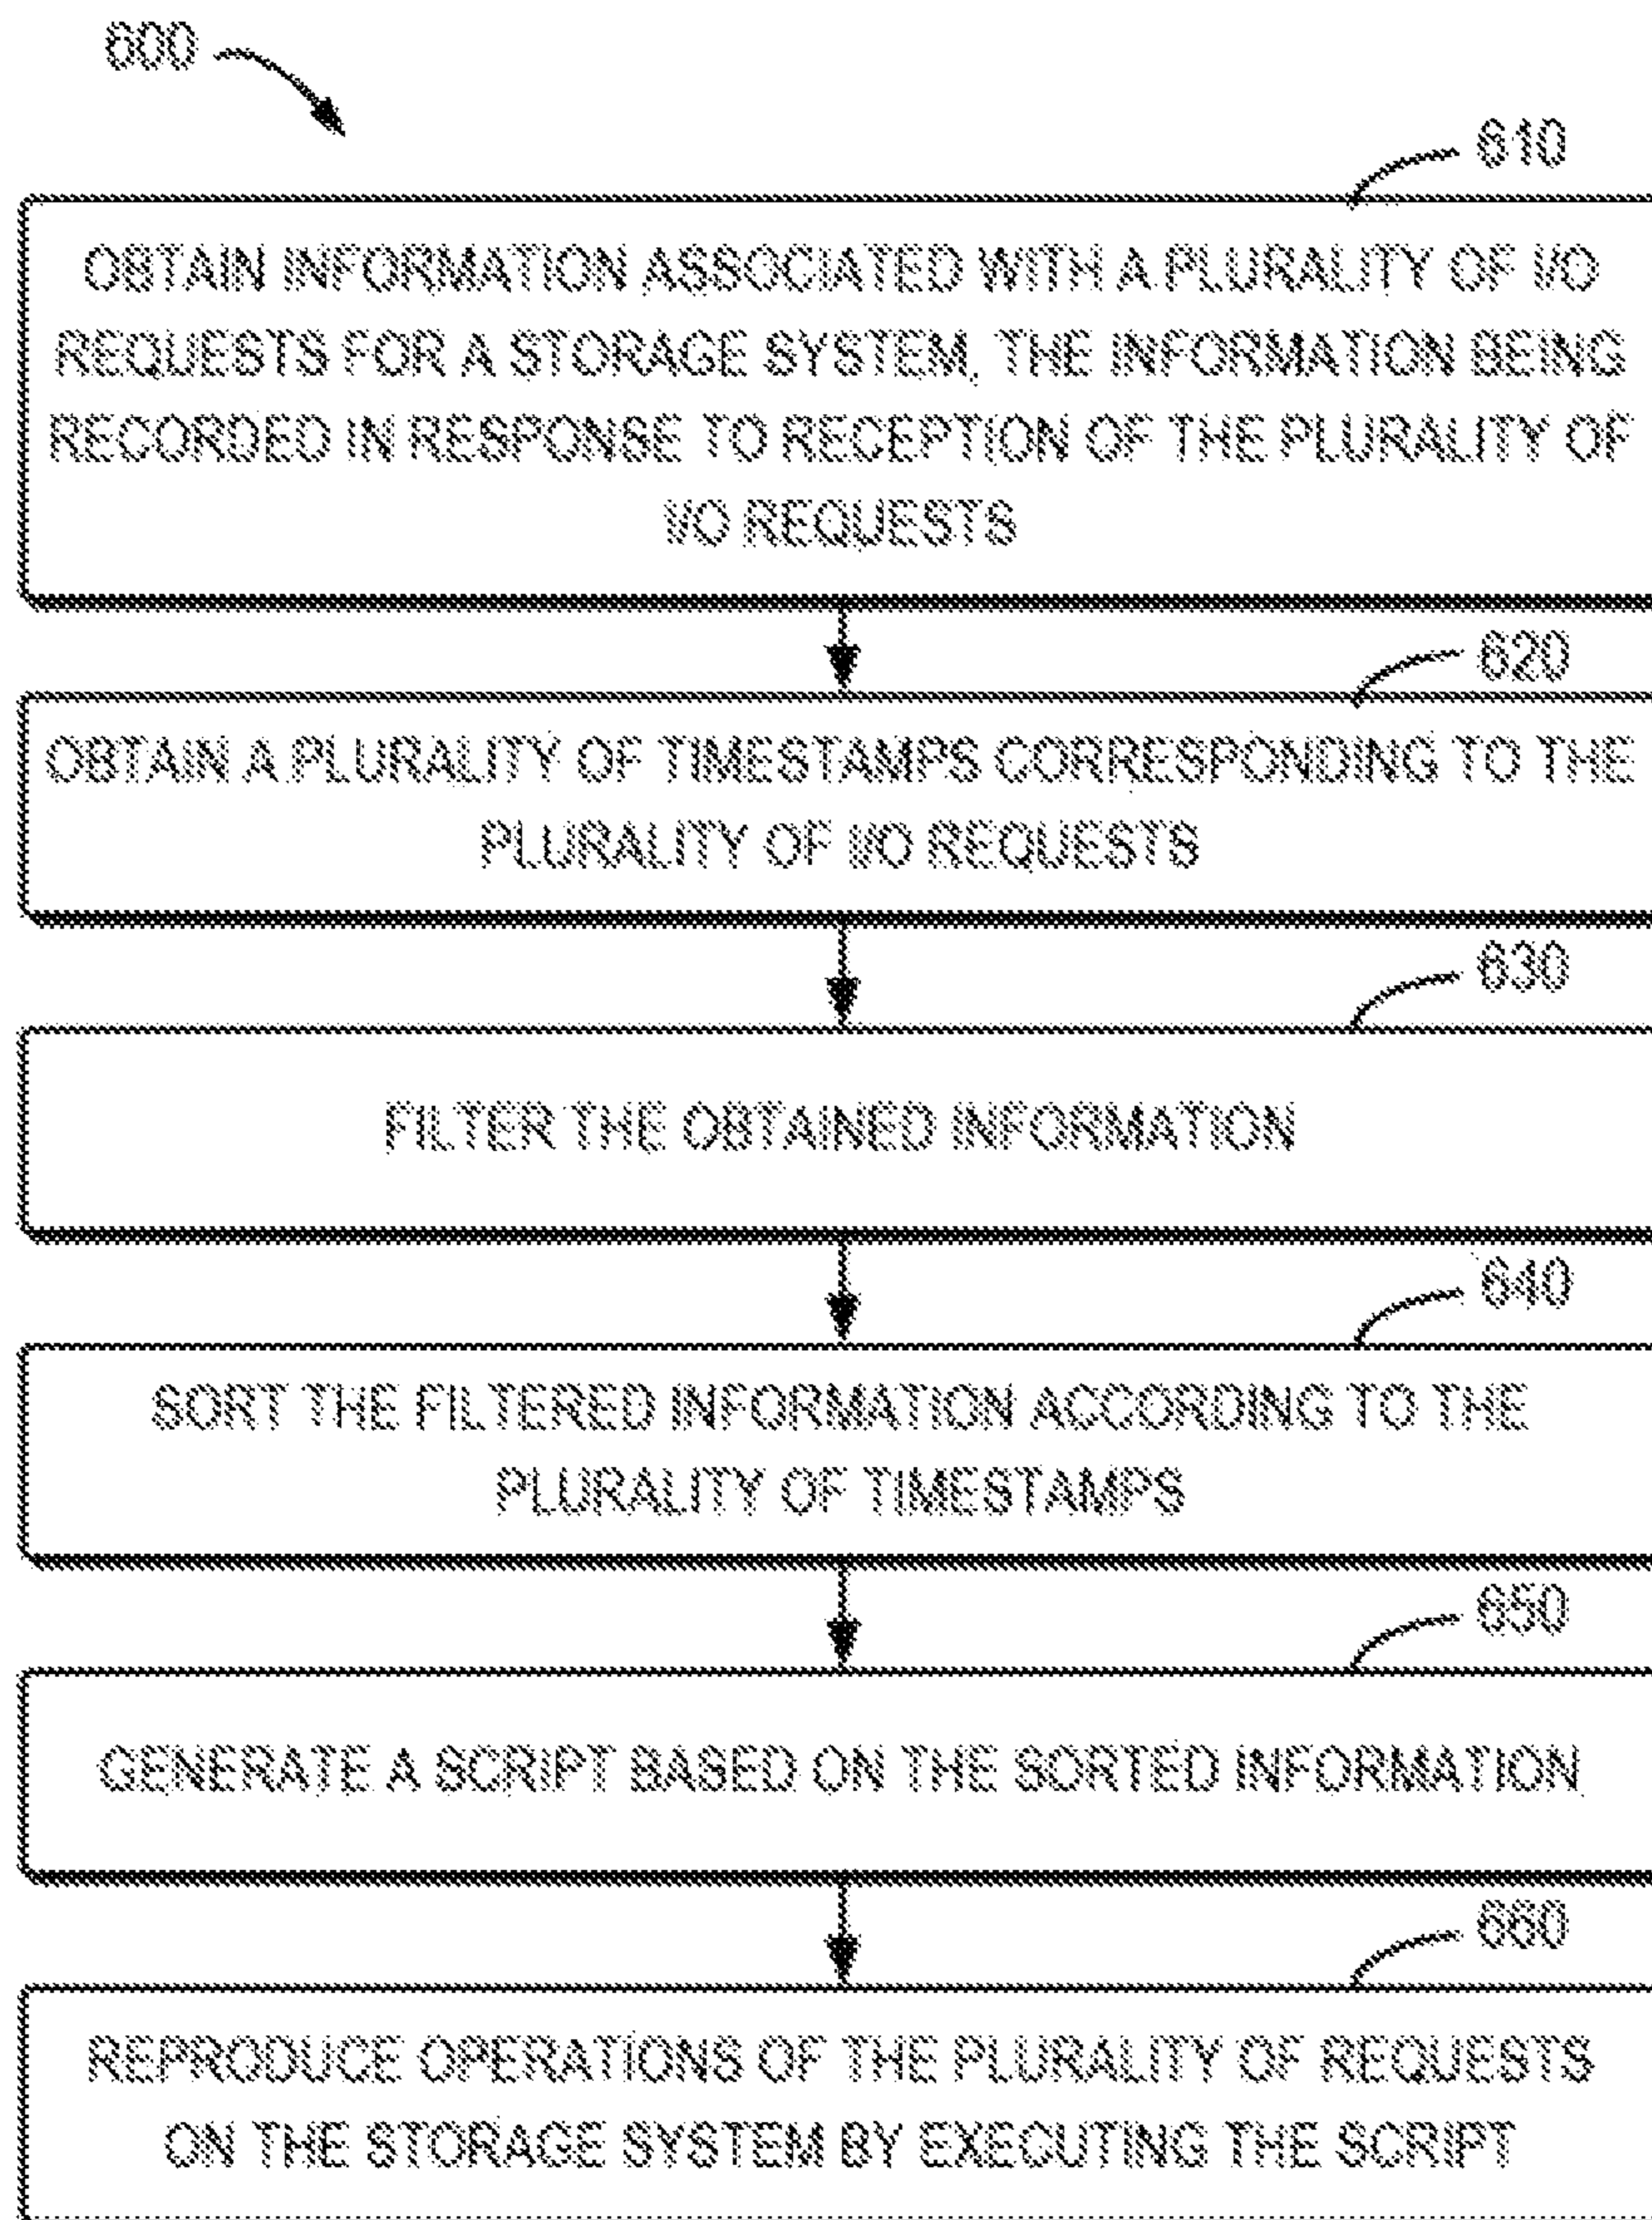 600
610
OBTAIN INFORMATION ASSOCIATED WITH A PLURALITY OF I/O
REQUESTS FOR A STORAGE SYSTEM, THE INFORMATION BEING
RECORDED IN RESPONSE TO RECEPTION OF THE PLURALITY OF
I/O REQUESTS
620
OBTAIN A PLURALITY OF TIMESTAMPS CORRESPONDING TO THE
PLURALITY OF I/O REQUESTS
630
FILTER THE OBTAINED INFORMATION
640
SORT THE FILTERED INFORMATION ACCORDING TO THE
PLURALITY OF TIMESTAMPS
650
GENERATE A SCRIPT BASED ON THE SORTED INFORMATION
660
REPRODUCE OPERATIONS OF THE PLURALITY OF REQUESTS
ON THE STORAGE SYSTEM BY EXECUTING THE SCRIPT